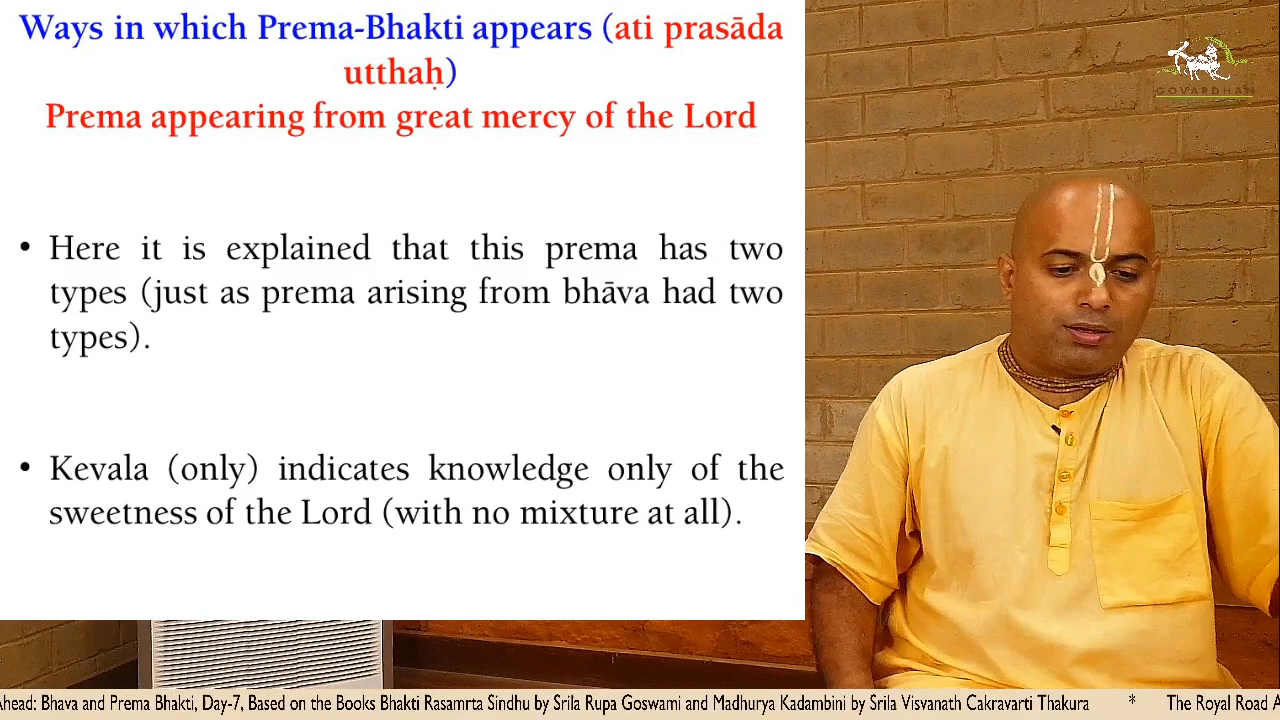 Ways in which Prema-Bhakti appears (ati prasāda
utthaḥ)
Prema appearing from great mercy of the Lord
• Here it is explained that this prema has two
types (just as prema arising from bhāva had two
types).
• Kevala (only) indicates knowledge only of the
sweetness of the Lord (with no mixture at all).
GOVARDHAN
Ahead: Bhava and Prema Bhakti, Day-7, Based on the Books Bhakti Rasamrta Sindhu by Srila Rupa Goswami and Madhurya Kadambini by Srila Visvanath Cakravarti Thakura * The Royal Road A